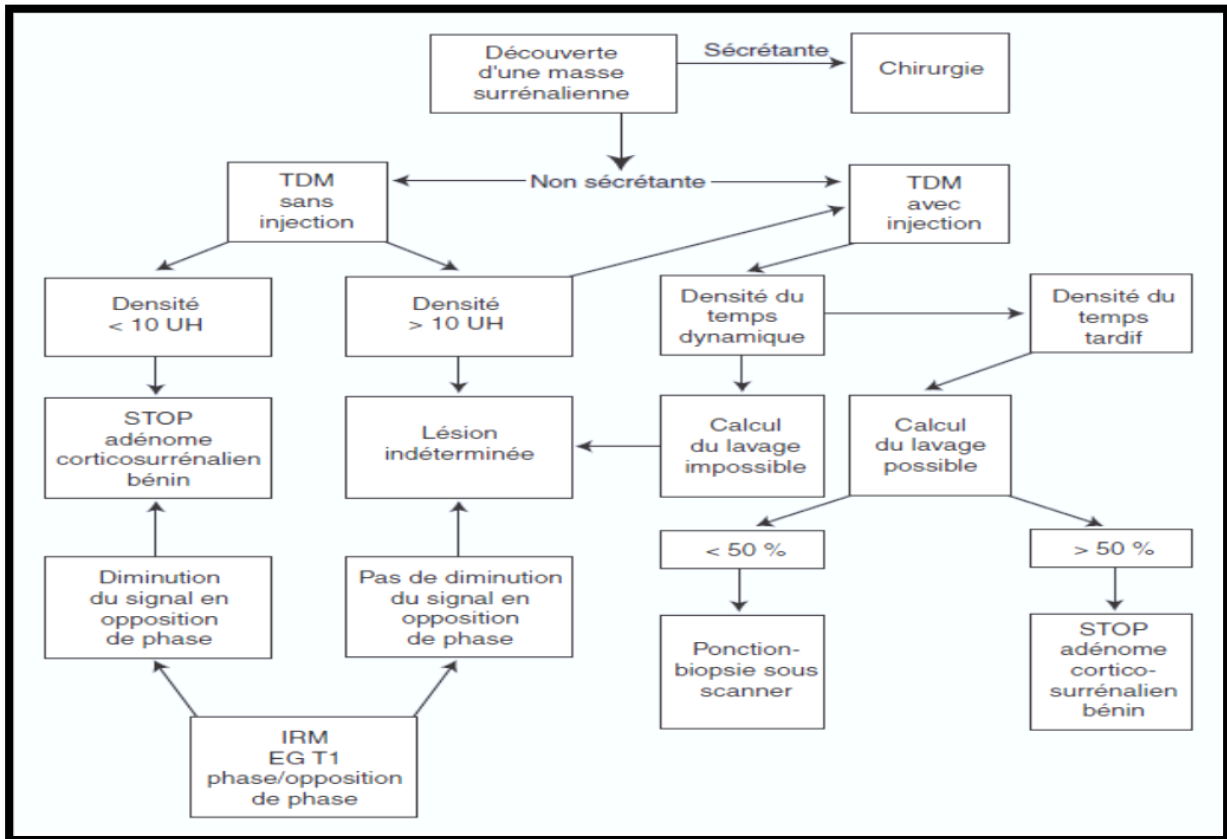 Découverte
d'une masse
surrénalienne
Sécrétante
Chirurgie
TDM
sans
injection
Non sécrétante
TDM
avec
injection
Densité
< 10 UH
Densité
> 10 UH
Densité du
temps
dynamique
Densité du
temps
tardif
STOP
adénome
corticosurrénalien
bénin
Lésion
indéterminée
Calcul
du lavage
impossible
Calcul
du lavage
possible
< 50 %
> 50 %
Diminution
du signal en
opposition
de phase
Pas de diminution
du signal en
opposition
de phase
Ponction-
biopsie sous
scanner
STOP
adénome
cortico-
surrénalien
bénin
IRM
EG T1
phase/opposition
de phase